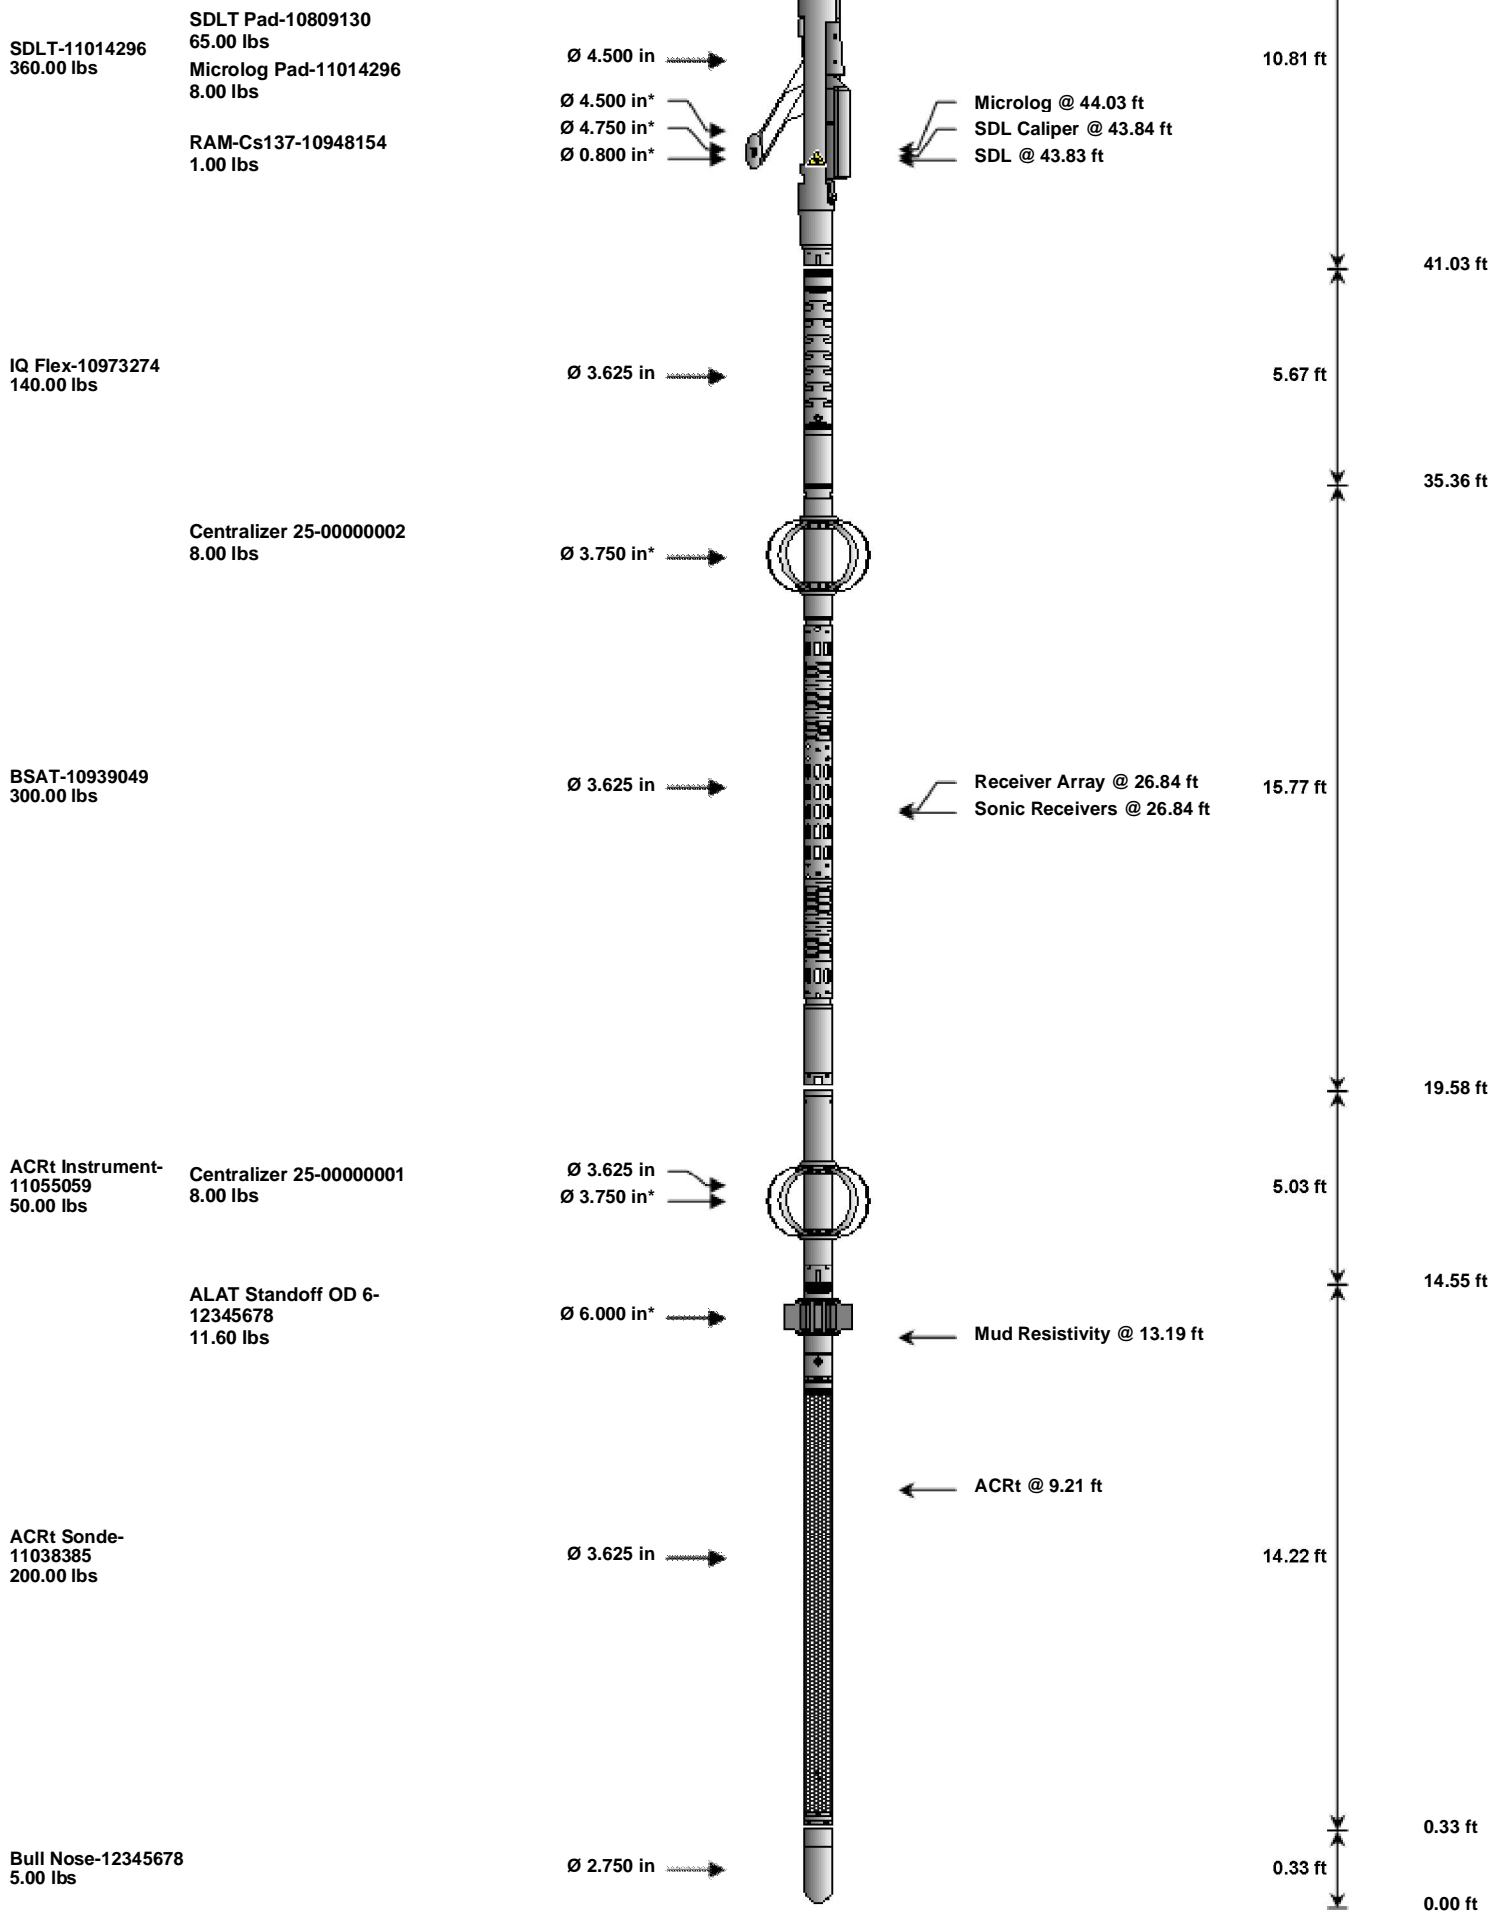 SDLT-11014296
360.00 lbs
SDLT Pad-10809130
65.00 lbs
Microlog Pad-11014296
8.00 lbs
RAM-Cs137-10948154
1.00 lbs
Ø 4.500 in
Ø 4.500 in*
Ø 4.750 in*
Ø 0.800 in*
Microlog @ 44.03 ft
SDL Caliper @ 43.84 ft
SDL @ 43.83 ft
10.81 ft
41.03 ft
IQ Flex-10973274
140.00 lbs
Ø 3.625 in
5.67 ft
35.36 ft
Centralizer 25-00000002
8.00 lbs
Ø 3.750 in*
BSAT-10939049
300.00 lbs
Ø 3.625 in
Receiver Array @ 26.84 ft
Sonic Receivers @ 26.84 ft
15.77 ft
19.58 ft
ACRt Instrument-
11055059
50.00 lbs
Centralizer 25-00000001
8.00 lbs
Ø 3.625 in
Ø 3.750 in*
5.03 ft
14.55 ft
ALAT Standoff OD 6-
12345678
11.60 lbs
Ø 6.000 in*
Mud Resistivity @ 13.19 ft
ACRt @ 9.21 ft
ACRt Sonde-
11038385
200.00 lbs
Ø 3.625 in
14.22 ft
0.33 ft
Bull Nose-12345678
5.00 lbs
Ø 2.750 in
0.33 ft
0.00 ft